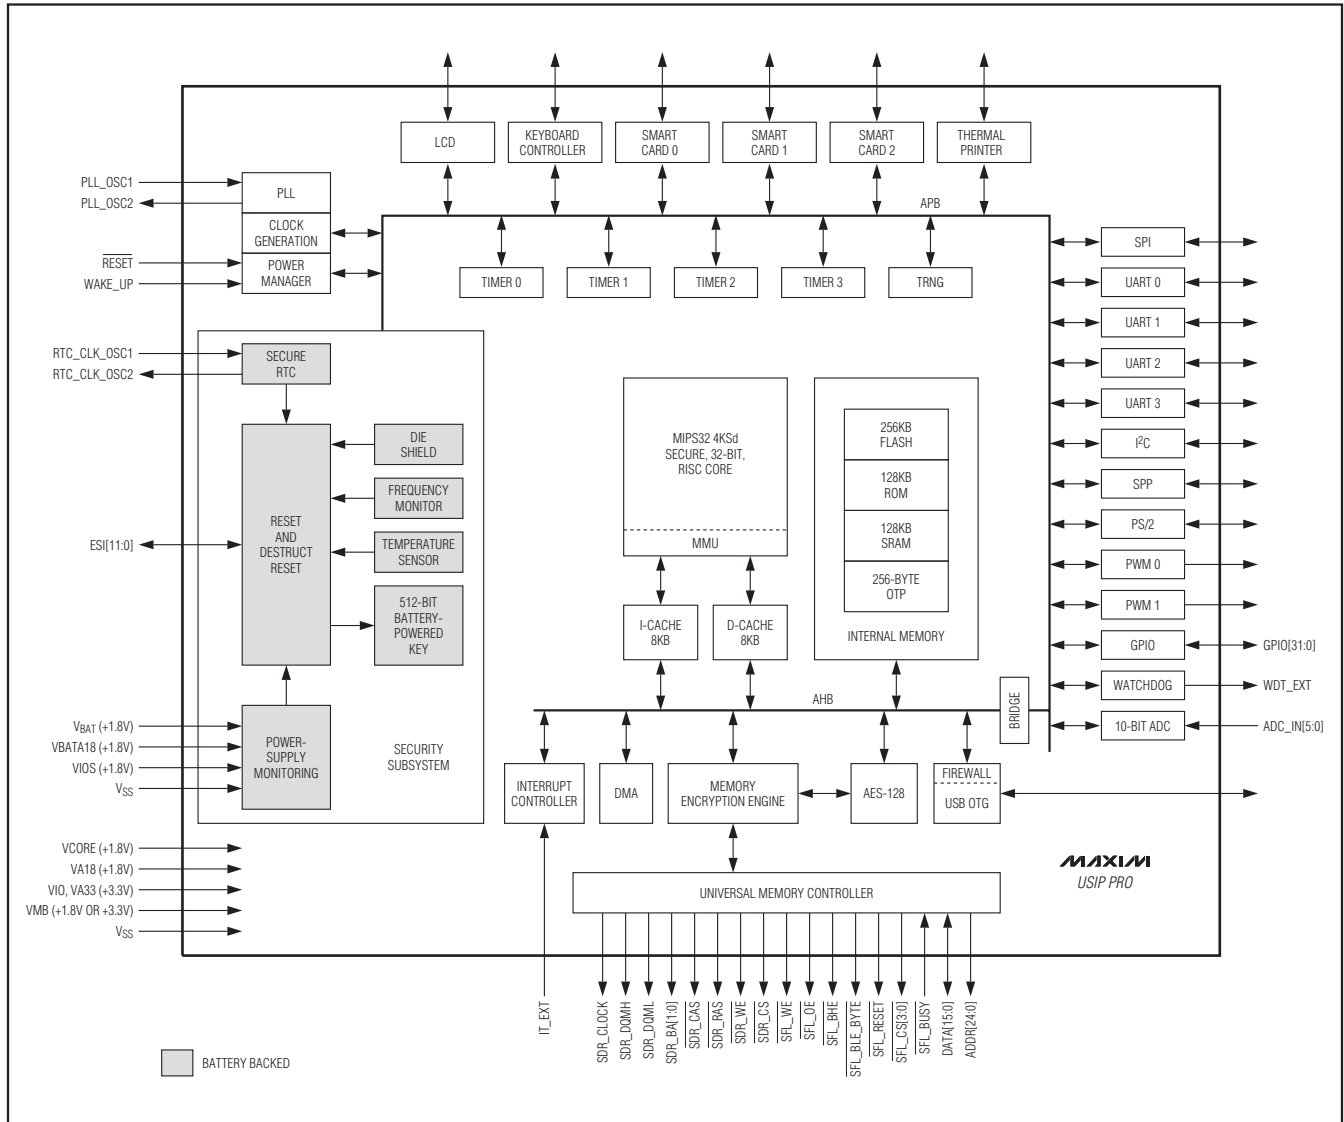 LCD
KEYBOARD
CONTROLLER
SMART
CARD 0
SMART
CARD 1
SMART
CARD 2
THERMAL
PRINTER
PLL_OSC1
PLL_OSC2
PLL
CLOCK
GENERATION
RESET
WAKE_UP
POWER
MANAGER
APB
TIMER 0
TIMER 1
TIMER 2
TIMER 3
TRNG
SPI
UART 0
UART 1
UART 2
UART 3
I²C
SPP
PS/2
PWM 0
PWM 1
GPIO
GPIO[31:0]
WATCHDOG
WDT_EXT
10-BIT ADC
ADC_IN[5:0]
RTC_CLK_OSC1
RTC_CLK_OSC2
SECURE
RTC
DIE
SHIELD
FREQUENCY
MONITOR
RESET
AND
DESTRUCT
RESET
ESI[11:0]
TEMPERATURE
SENSOR
512-BIT
BATTERY-
POWERED
KEY
VBAT (+1.8V)
VBATA18 (+1.8V)
VIOS (+1.8V)
VSS
POWER-
SUPPLY
MONITORING
SECURITY
SUBSYSTEM
MIPS32 4KSd
SECURE, 32-BIT,
RISC CORE
MMU
I-CACHE
8KB
D-CACHE
8KB
256KB
FLASH
128KB
ROM
128KB
SRAM
256-BYTE
OTP
INTERNAL MEMORY
AHB
BRIDGE
INTERRUPT
CONTROLLER
DMA
MEMORY
ENCRYPTION ENGINE
AES-128
FIREWALL
USB OTG
VCORE (+1.8V)
VA18 (+1.8V)
VIO, VA33 (+3.3V)
VMB (+1.8V OR +3.3V)
VSS
MAXIM
USIP PRO
UNIVERSAL MEMORY CONTROLLER
IT_EXT
SDR_CLOCK
SDR_DQMH
SDR_DQML
SDR_BA[1:0]
SDR_CAS
SDR_RAS
SDR_WE
SDR_CS
SFL_WE
SFL_OE
SFL_BHE
SFL_BLE_BYTE
SFL_RESET
SFL_CS[3:0]
SFL_BUSY
DATA[15:0]
ADDR[24:0]
BATTERY BACKED